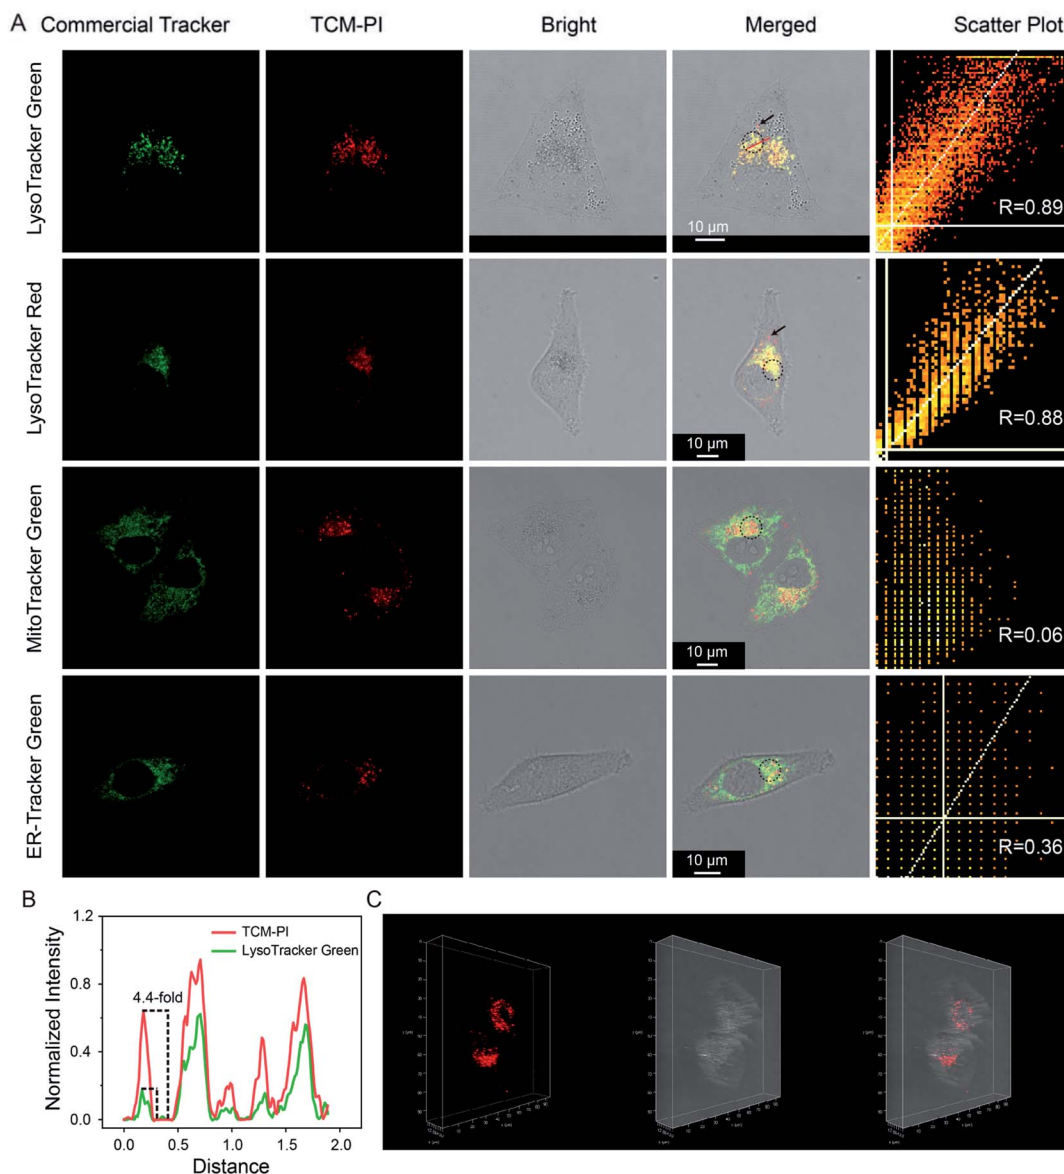 A Commercial Tracker TCM-PI Bright Merged Scatter Plot
LysoTracker Green
10 µm
R=0.89
LysoTracker Red
10 µm
R=0.88
MitoTracker Green
10 µm
R=0.06
ER-Tracker Green
10 µm
R=0.36
B
Normalized Intensity
1.2
0.8
0.4
0.0
TCM-PI
LysoTracker Green
4.4-fold
0.0 0.5 1.0 1.5 2.0
Distance
C